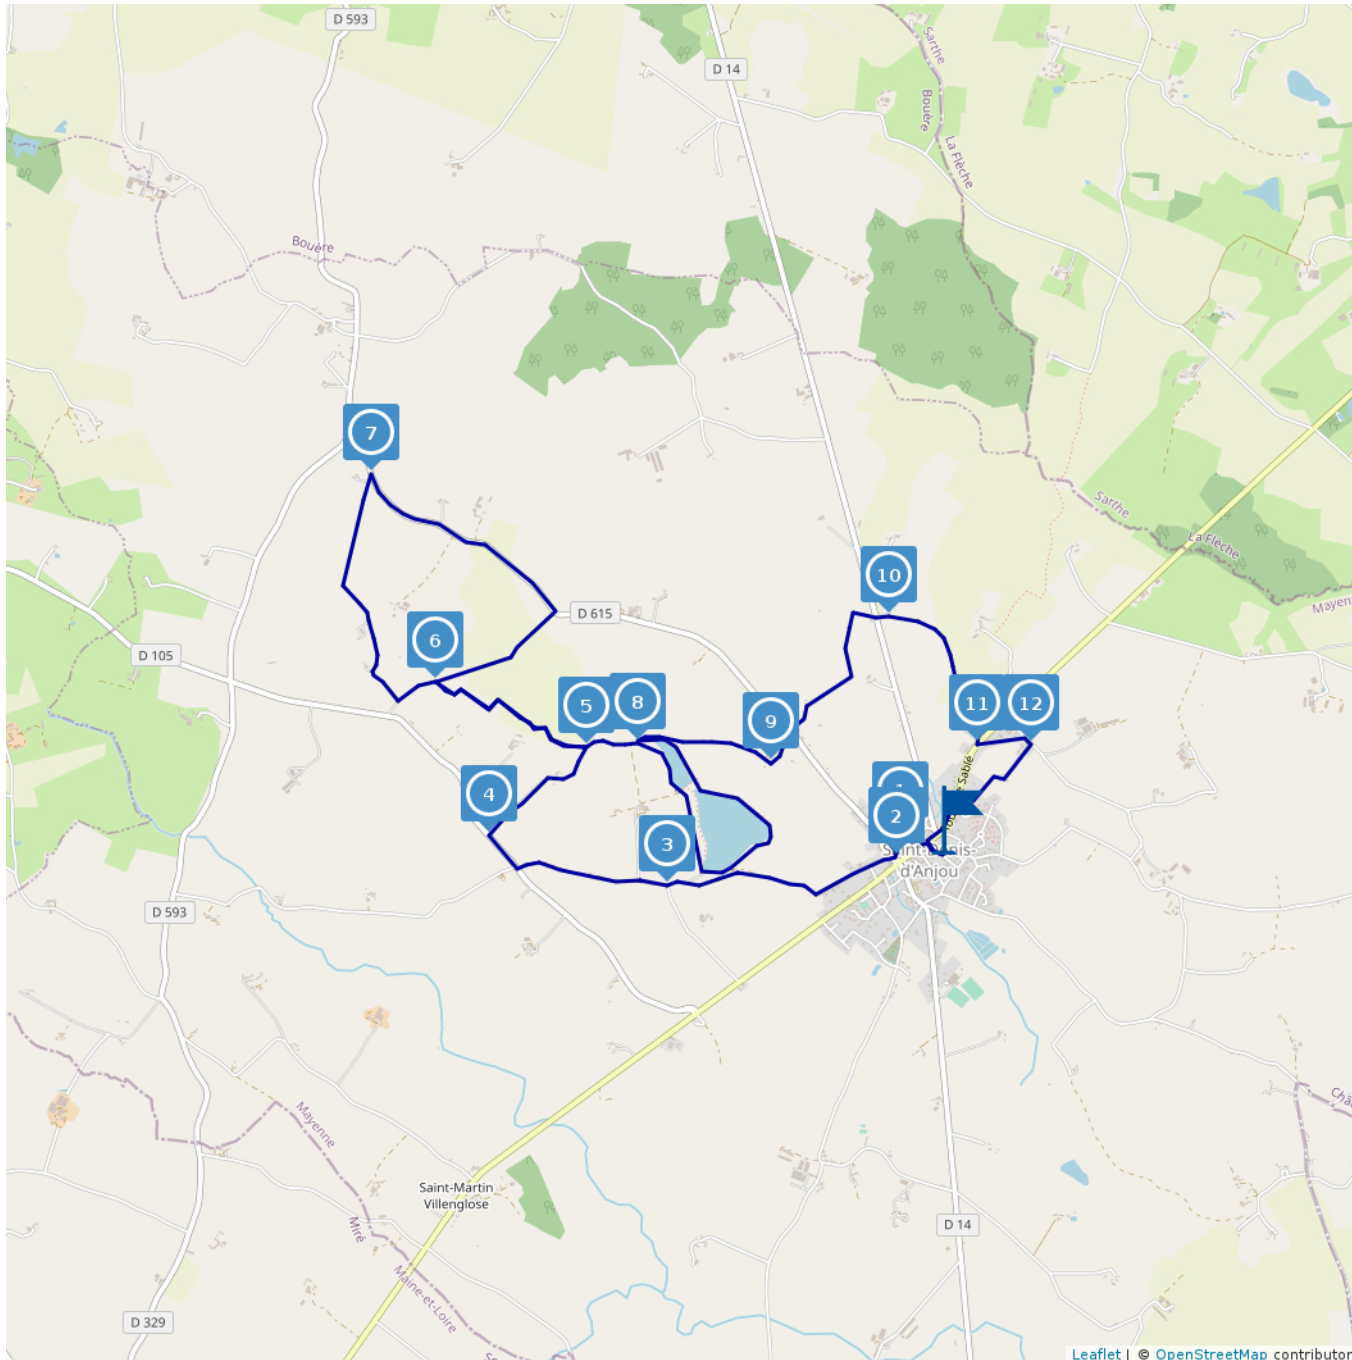 D 593
D 14
Sarthe
Bouère
La Flèche
Bouère
7
Sarthe
La Flèche
10
D 615
6
D 105
5
8
9
11
12
Sablé
4
1
2
3
Saint-Denis-
d'Anjou
D 593
Mayenne
Saint-Martin
Villenglose
Miré
D 14
Maine-et-Loire
D 329
Leaflet | © OpenStreetMap contributor